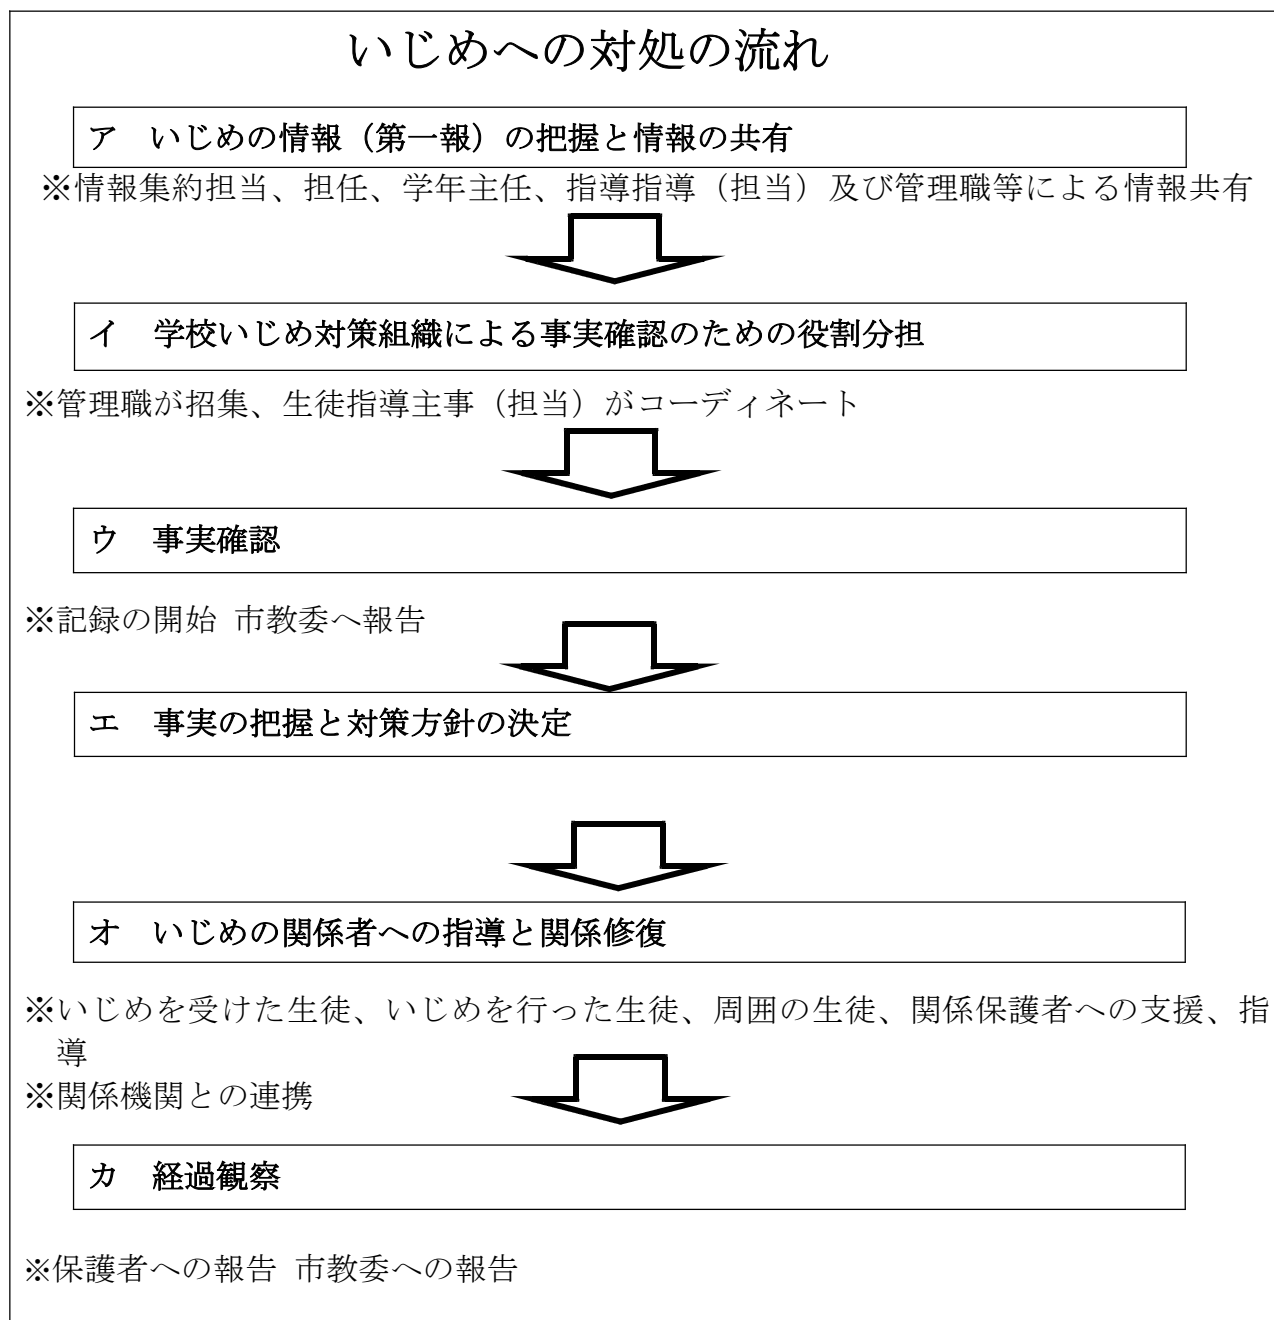 いじめへの対処の流れ
ア　いじめの情報（第一報）の把握と情報の共有
※情報集約担当、担任、学年主任、指導指導（担当）及び管理職等による情報共有
イ　学校いじめ対策組織による事実確認のための役割分担
※管理職が招集、生徒指導主事（担当）がコーディネート
ウ　事実確認
※記録の開始 市教委へ報告
エ　事実の把握と対策方針の決定
オ　いじめの関係者への指導と関係修復
※いじめを受けた生徒、いじめを行った生徒、周囲の生徒、関係保護者への支援、指
導
※関係機関との連携
カ　経過観察
※保護者への報告 市教委への報告